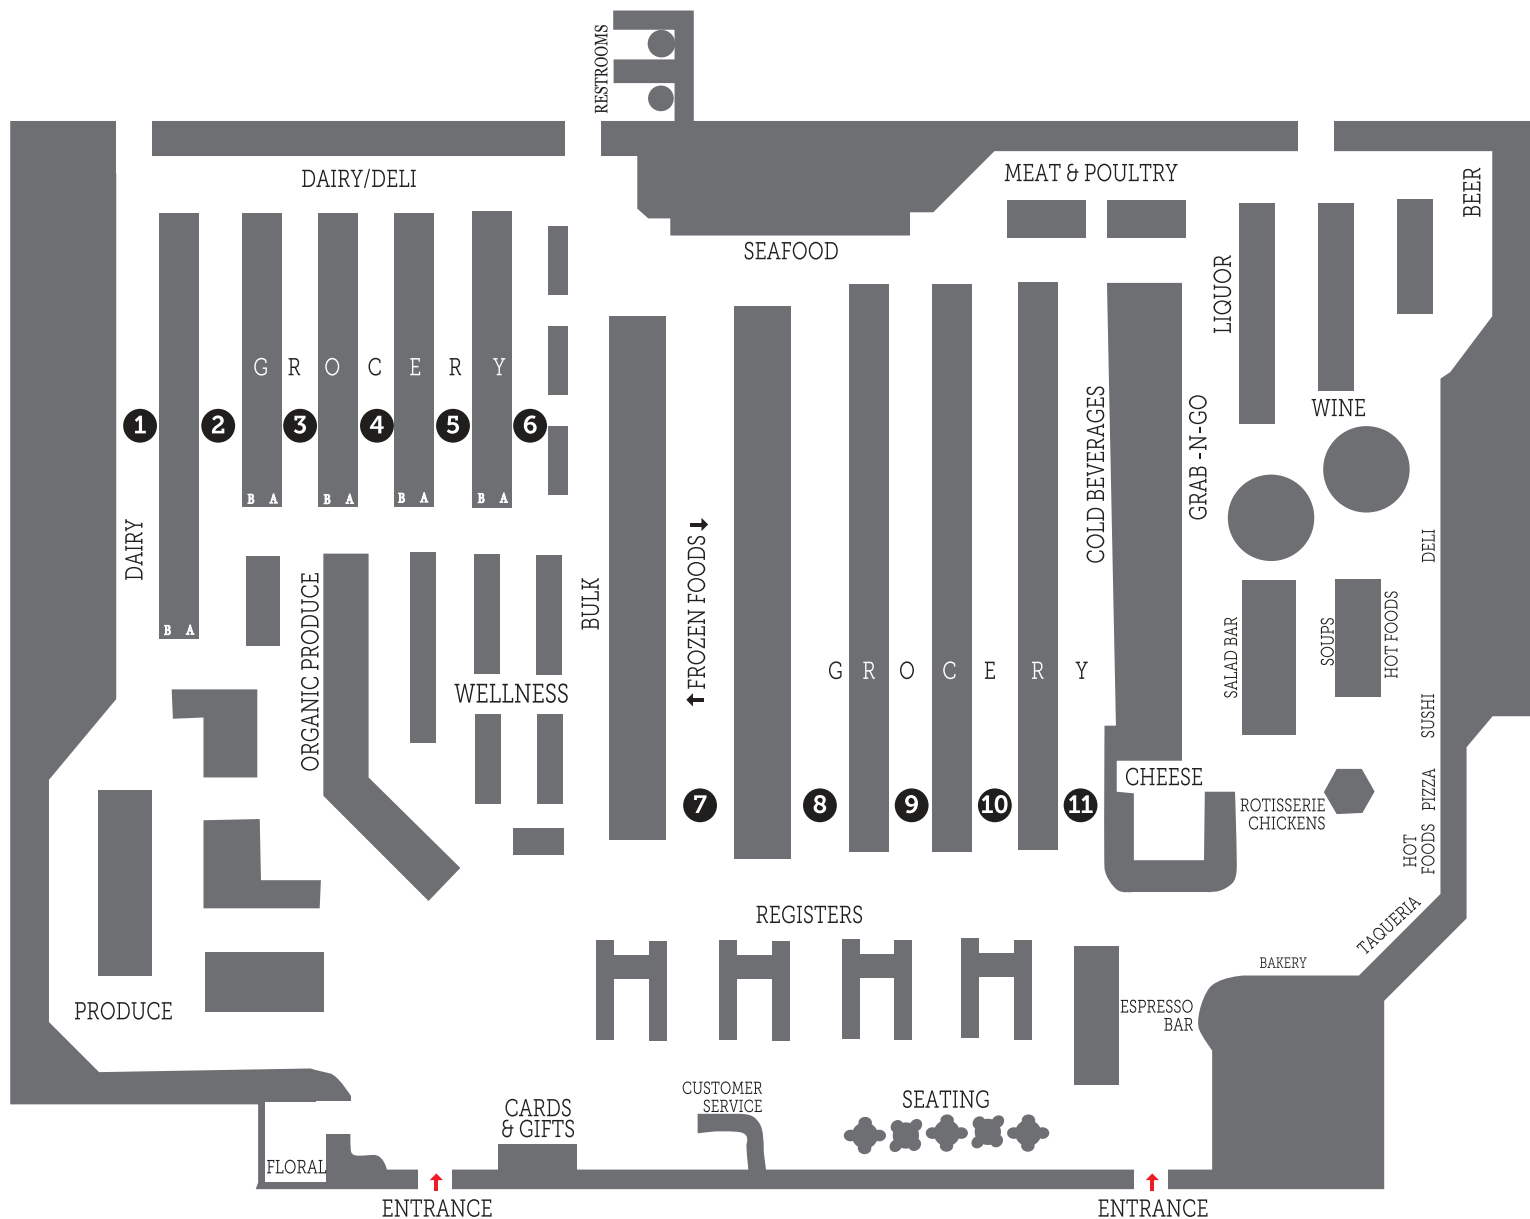 RESTROOMS
DAIRY/DELI
MEAT & POULTRY
BEER
SEAFOOD
LIQUOR
G R O C E R Y
COLD BEVERAGES
GRAB -N-GO
WINE
1
2
3
4
5
6
B A
B A
B A
B A
DAIRY
FROZEN FOODS
DELI
ORGANIC PRODUCE
BULK
B A
SALAD BAR
SOUPS
HOT FOODS
G R O C E R Y
WELLNESS
SUSHI
CHEESE
PIZZA
7
8
9
10
11
ROTISSERIE
CHICKENS
HOT
FOODS
REGISTERS
TAQUERIA
BAKERY
PRODUCE
ESPRESSO
BAR
CUSTOMER
SERVICE
SEATING
CARDS
& GIFTS
FLORAL
ENTRANCE
ENTRANCE